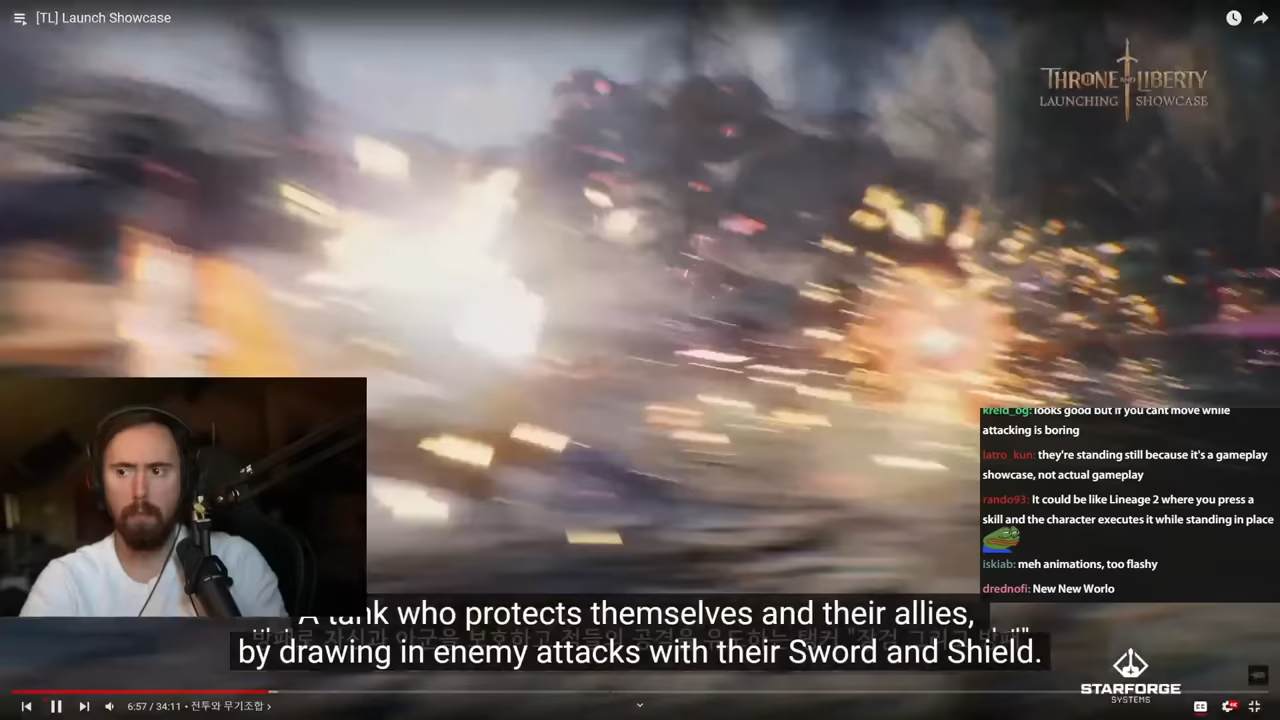 [TL] Launch Showcase
THRONE AND LIBERTY
LAUNCHING SHOWCASE
kreid_og: looks good but if you cant move while
attacking is boring
latro_kun: they're standing still because it's a gameplay
showcase, not actual gameplay
rando93: It could be like Lineage 2 where you press a
skill and the character executes it while standing in place
iskiab: meh animations, too flashy
drednofi: New New Worlo
A tank who protects themselves and their allies,
by drawing in enemy attacks with their Sword and Shield.
STARFORGE
SYSTEMS
6:57 / 34:11 • 전투와 무기조합 ›
CC
4K